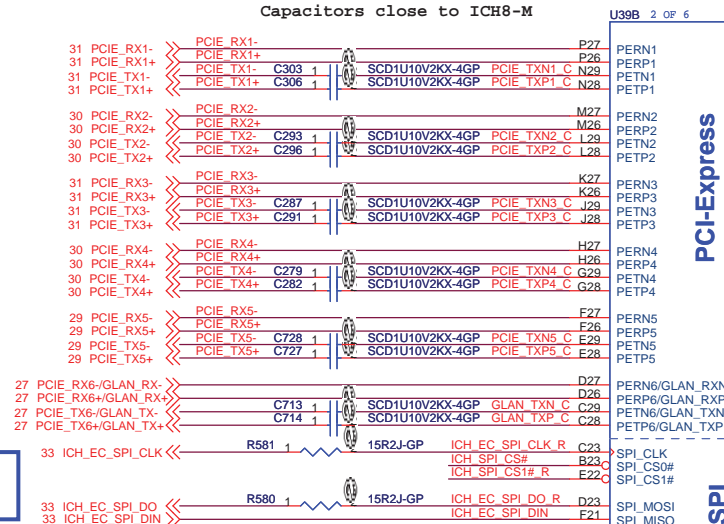 Capacitors close to ICH8-M
U39B 2 OF 6
31 PCIE_RX1- PCIE_RX1- P27 PERN1
31 PCIE_RX1+ PCIE_RX1+ P26 PERP1
31 PCIE_TX1- PCIE_TX1- C303 1 SCD1U10V2KX-4GP PCIE_TXN1_C N29 PETN1
31 PCIE_TX1+ PCIE_TX1+ C306 1 SCD1U10V2KX-4GP PCIE_TXP1_C N28 PETP1
30 PCIE_RX2- PCIE_RX2- M27 PERN2
30 PCIE_RX2+ PCIE_RX2+ M26 PERP2
30 PCIE_TX2- PCIE_TX2- C293 1 SCD1U10V2KX-4GP PCIE_TXN2_C L29 PETN2
30 PCIE_TX2+ PCIE_TX2+ C296 1 SCD1U10V2KX-4GP PCIE_TXP2_C L28 PETP2
31 PCIE_RX3- PCIE_RX3- K27 PERN3
31 PCIE_RX3+ PCIE_RX3+ K26 PERP3
31 PCIE_TX3- PCIE_TX3- C287 1 SCD1U10V2KX-4GP PCIE_TXN3_C J29 PETN3
31 PCIE_TX3+ PCIE_TX3+ C291 1 SCD1U10V2KX-4GP PCIE_TXP3_C J28 PETP3
30 PCIE_RX4- PCIE_RX4- H27 PERN4
30 PCIE_RX4+ PCIE_RX4+ H26 PERP4
30 PCIE_TX4- PCIE_TX4- C279 1 SCD1U10V2KX-4GP PCIE_TXN4_C G29 PETN4
30 PCIE_TX4+ PCIE_TX4+ C282 1 SCD1U10V2KX-4GP PCIE_TXP4_C G28 PETP4
29 PCIE_RX5- PCIE_RX5- F27 PERN5
29 PCIE_RX5+ PCIE_RX5+ F26 PERP5
29 PCIE_TX5- PCIE_TX5- C728 1 SCD1U10V2KX-4GP PCIE_TXN5_C E29 PETN5
29 PCIE_TX5+ PCIE_TX5+ C727 1 SCD1U10V2KX-4GP PCIE_TXP5_C E28 PETP5
27 PCIE_RX6-/GLAN_RX- D27 PERN6/GLAN_RXN
27 PCIE_RX6+/GLAN_RX+ D26 PERP6/GLAN_RXP
27 PCIE_TX6-/GLAN_TX- C713 1 SCD1U10V2KX-4GP GLAN_TXN_C C29 PETN6/GLAN_TXN
27 PCIE_TX6+/GLAN_TX+ C714 1 SCD1U10V2KX-4GP GLAN_TXP_C C28 PETP6/GLAN_TXP
33 ICH_EC_SPI_CLK R581 1 15R2J-GP ICH_EC_SPI_CLK_R C23 SPI_CLK
ICH_SPI_CS# B23 SPI_CS0#
ICH_SPI_CS1#_R E22 SPI_CS1#
33 ICH_EC_SPI_DO R580 1 15R2J-GP ICH_EC_SPI_DO_R D23 SPI_MOSI
33 ICH_EC_SPI_DIN ICH_EC_SPI_DIN F21 SPI_MISO
PCI-Express
SPI